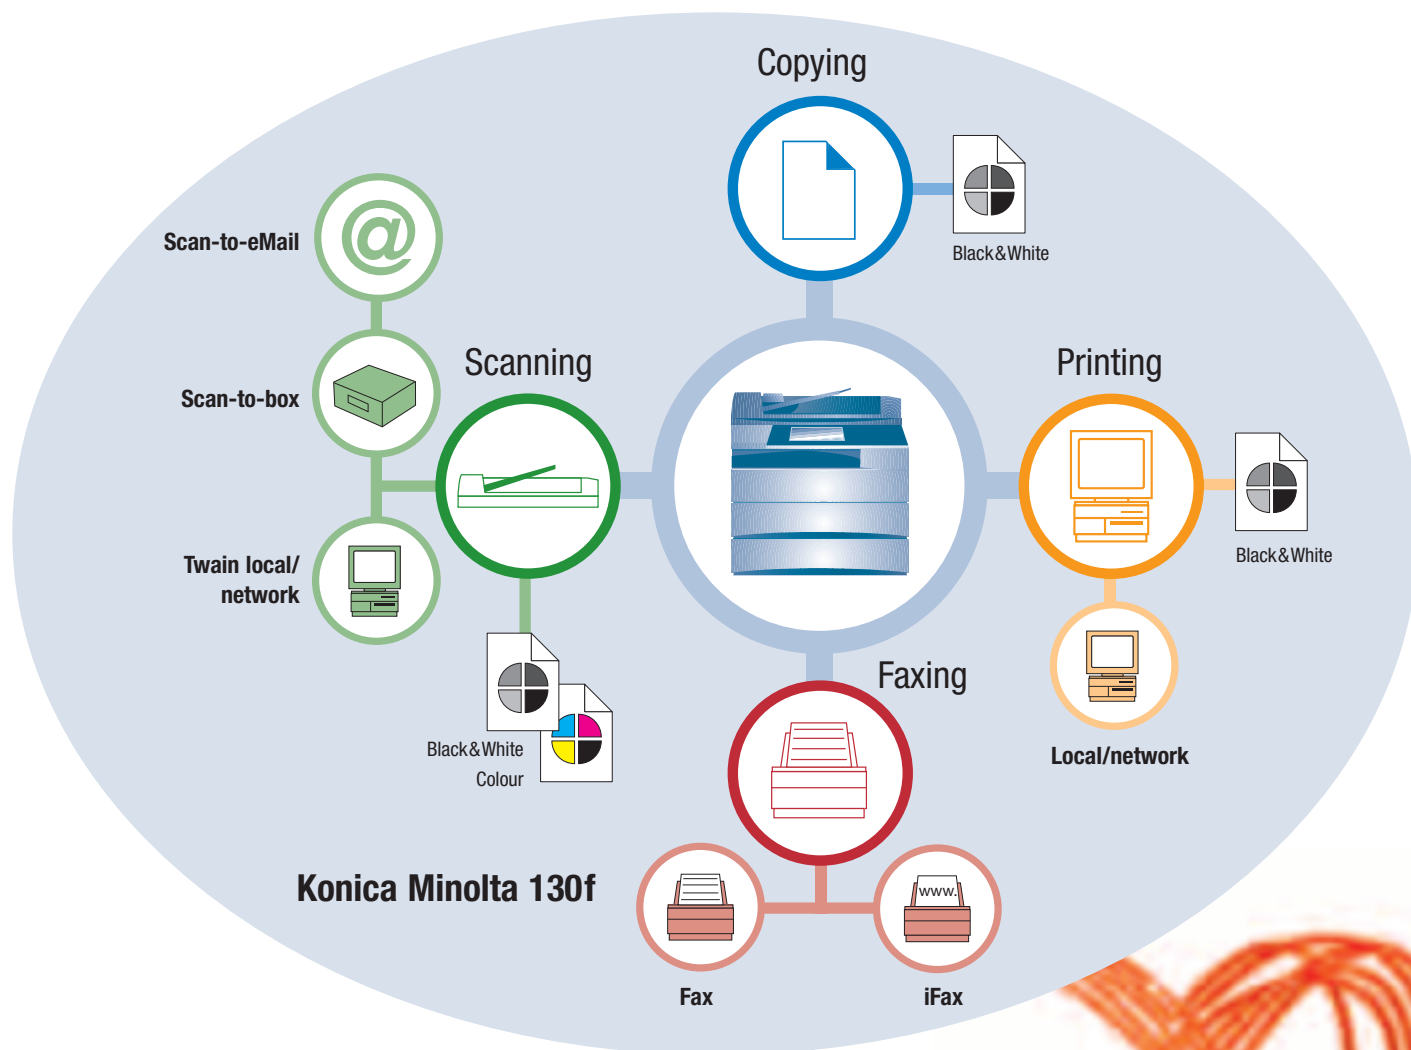 Copying
Black&White
@
Scan-to-eMail
Scanning
Printing
Scan-to-box
Black&White
Twain local/
network
Faxing
Black&White
Colour
Local/network
Konica Minolta 130f
www.
Fax
iFax